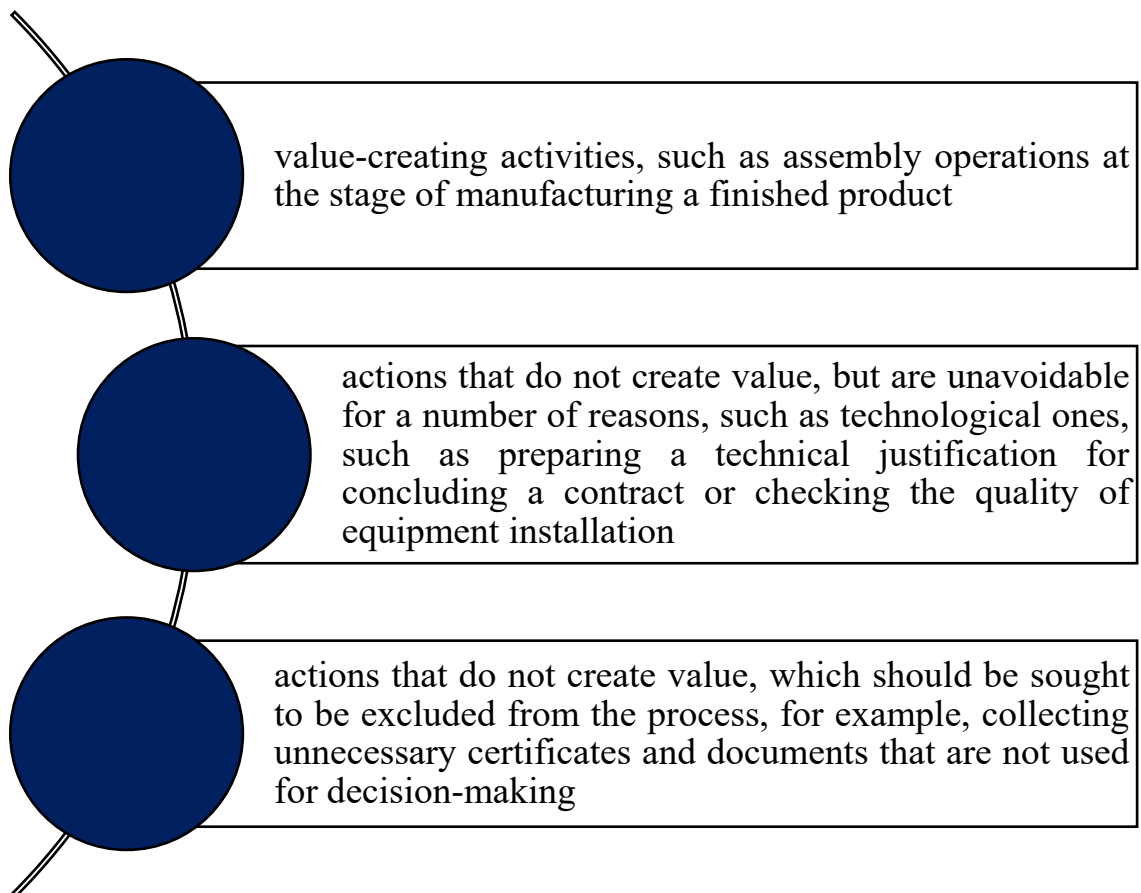 value-creating activities, such as assembly operations at
the stage of manufacturing a finished product
actions that do not create value, but are unavoidable
for a number of reasons, such as technological ones,
such as preparing a technical justification for
concluding a contract or checking the quality of
equipment installation
actions that do not create value, which should be sought
to be excluded from the process, for example, collecting
unnecessary certificates and documents that are not used
for decision-making